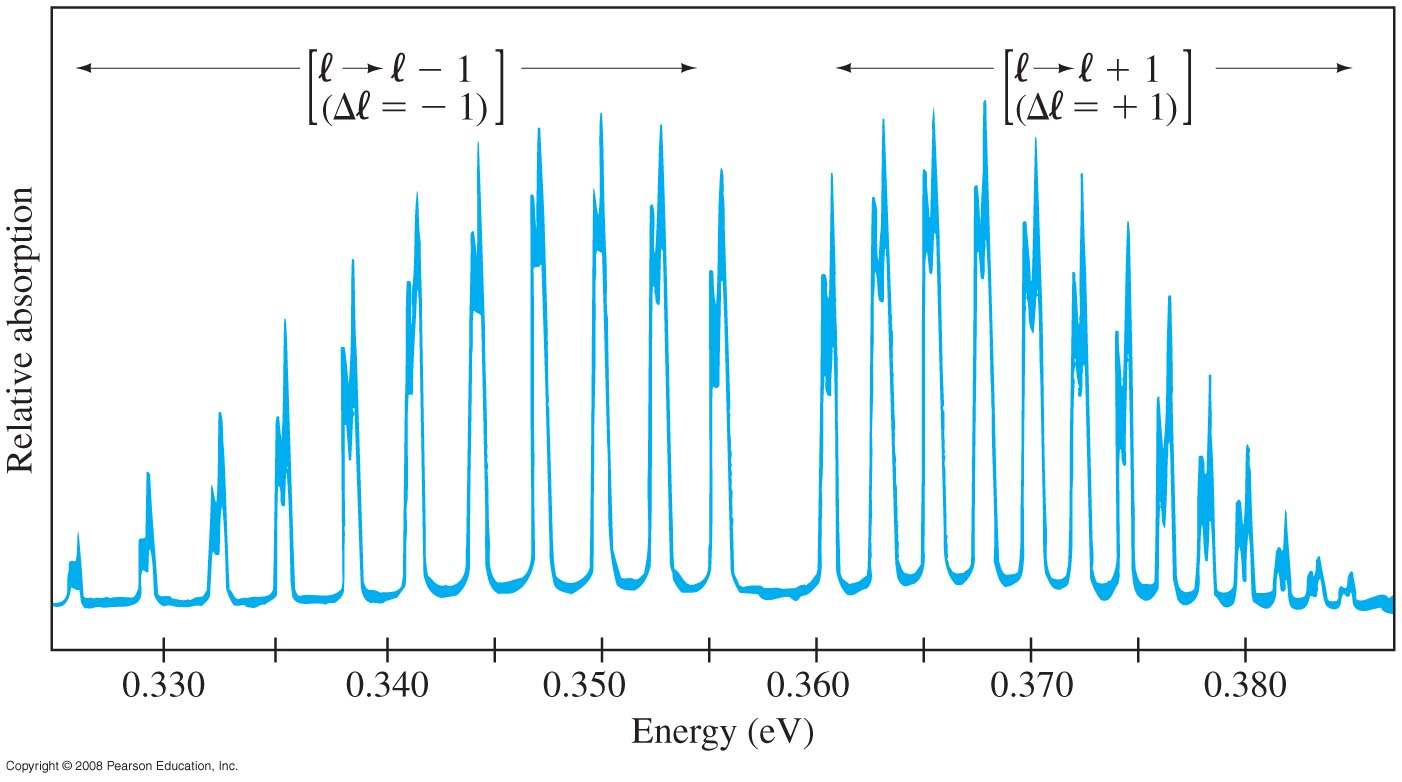 [ℓ → ℓ − 1
(Δℓ = − 1)]
[ℓ → ℓ + 1
(Δℓ = + 1)]
Relative absorption
0.330 0.340 0.350 0.360 0.370 0.380
Energy (eV)
Copyright © 2008 Pearson Education, Inc.